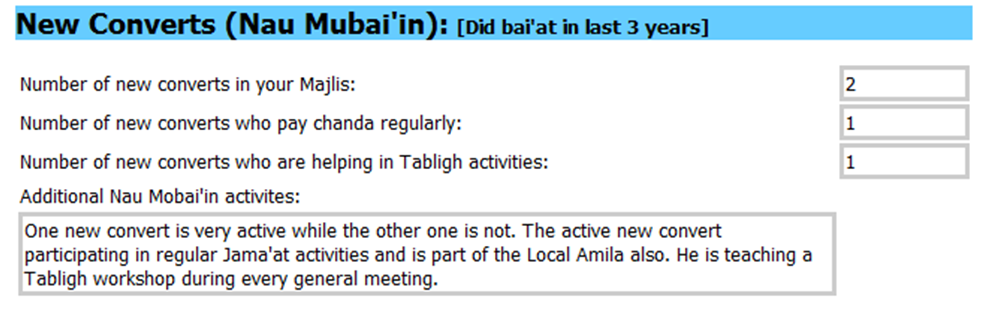 New Converts (Nau Mubai'in): [Did bai'at in last 3 years]
Number of new converts in your Majlis: 2
Number of new converts who pay chanda regularly: 1
Number of new converts who are helping in Tabligh activities: 1
Additional Nau Mobai'in activites:
One new convert is very active while the other one is not. The active new convert
participating in regular Jama'at activities and is part of the Local Amila also. He is teaching a
Tabligh workshop during every general meeting.